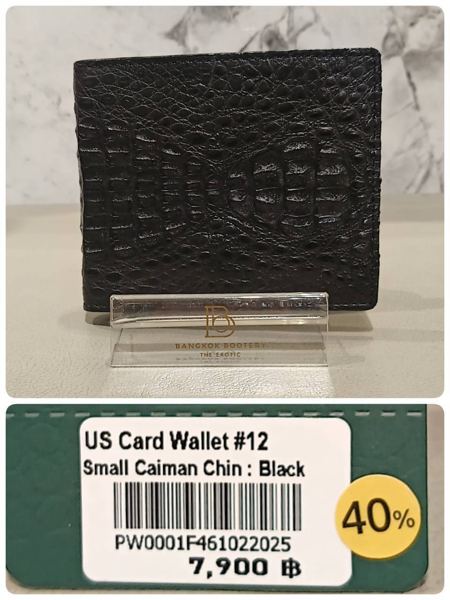 B
BANGKOK BOOTERY
THE EXOTIC
US Card Wallet #12
Small Caiman Chin : Black
PW0001F461022025
7,900 ฿
40%